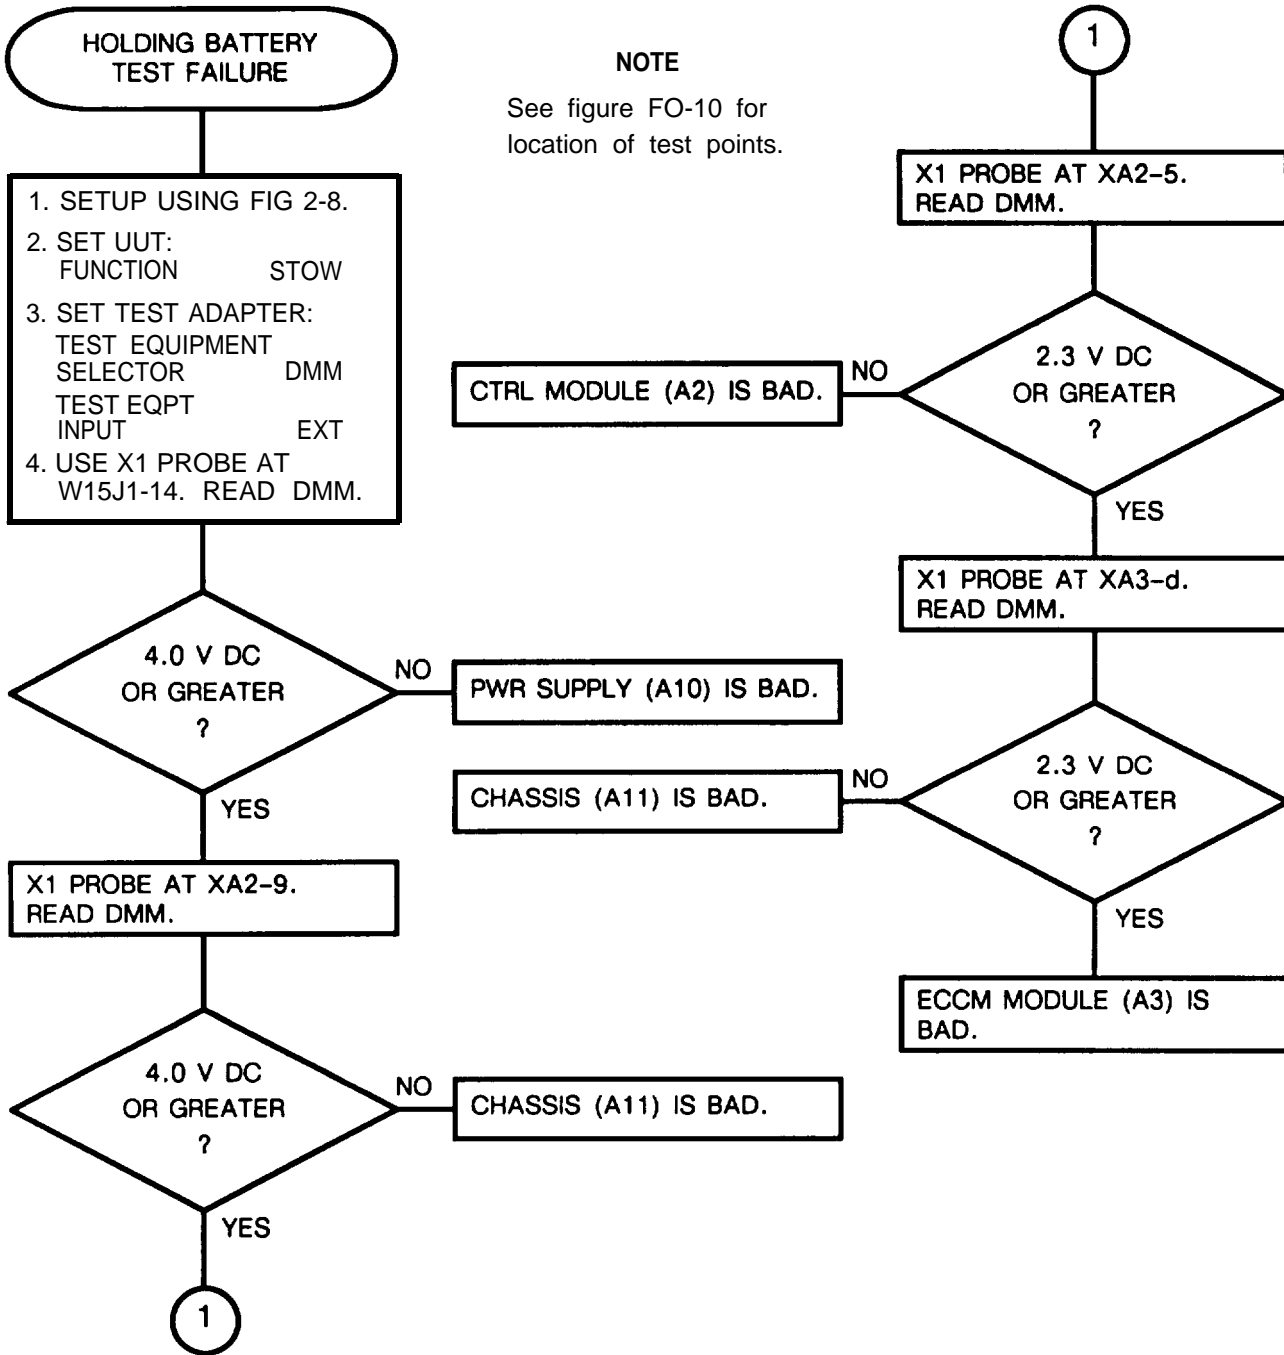 HOLDING BATTERY
TEST FAILURE
NOTE
See figure FO-10 for
location of test points.
1. SETUP USING FIG 2-8.
2. SET UUT:
FUNCTION STOW
3. SET TEST ADAPTER:
TEST EQUIPMENT
SELECTOR DMM
TEST EQPT
INPUT EXT
4. USE X1 PROBE AT
W15J1-14. READ DMM.
4.0 V DC
OR GREATER
?
NO
PWR SUPPLY (A10) IS BAD.
YES
X1 PROBE AT XA2-9.
READ DMM.
4.0 V DC
OR GREATER
?
NO
CHASSIS (A11) IS BAD.
YES
1
1
X1 PROBE AT XA2-5.
READ DMM.
2.3 V DC
OR GREATER
?
NO
CTRL MODULE (A2) IS BAD.
YES
X1 PROBE AT XA3-d.
READ DMM.
2.3 V DC
OR GREATER
?
NO
CHASSIS (A11) IS BAD.
YES
ECCM MODULE (A3) IS
BAD.